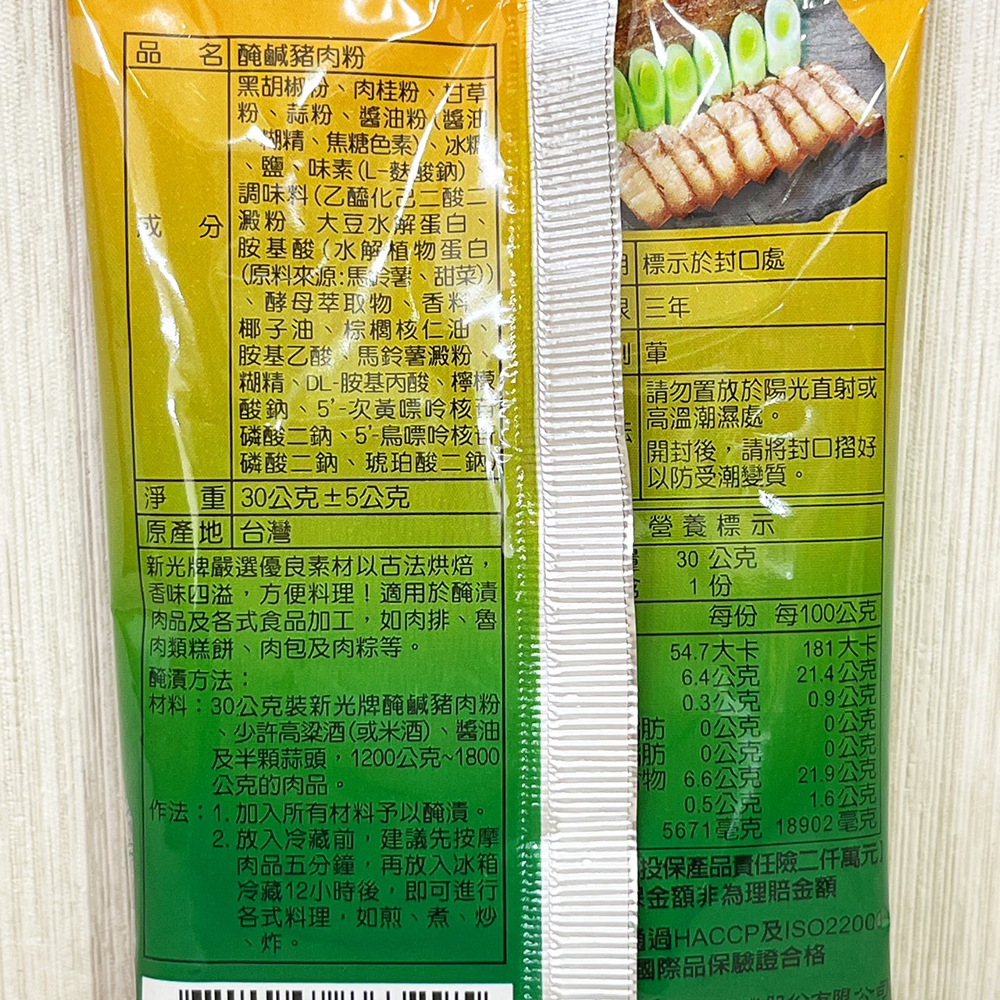 品 名 醃鹹豬肉粉
成 分 黑胡椒粉、肉桂粉、甘草
粉、蒜粉、醬油粉(醬油
糊精、焦糖色素)、冰糖
、鹽、味素(L-麩酸鈉)
調味料(乙醯化己二酸二
澱粉、大豆水解蛋白、
胺基酸(水解植物蛋白
(原料來源:馬鈴薯、甜菜))
、酵母萃取物、香料、
椰子油、棕櫚核仁油、
胺基乙酸、馬鈴薯澱粉、
糊精、DL-胺基丙酸、檸檬
酸鈉、5'-次黃嘌呤核苷
磷酸二鈉、5'-鳥嘌呤核苷
磷酸二鈉、琥珀酸二鈉)
淨 重 30公克±5公克
原產地 台灣
新光牌嚴選優良素材以古法烘焙，
香味四溢，方便料理！適用於醃漬
肉品及各式食品加工，如肉排、魯
肉類糕餅、肉包及肉粽等。
醃漬方法：
材料：30公克裝新光牌醃鹹豬肉粉
、少許高粱酒(或米酒)、醬油
及半顆蒜頭，1200公克~1800
公克的肉品。
作法：1. 加入所有材料予以醃漬。
2. 放入冷藏前，建議先按摩
肉品五分鐘，再放入冰箱
冷藏12小時後，即可進行
各式料理，如煎、煮、炒
、炸。
標示於封口處
三年
葷
請勿置放於陽光直射或
高溫潮濕處。
開封後，請將封口摺好
以防受潮變質。
營養標示
30 公克
1 份
每份 每100公克
54.7大卡 181大卡
6.4公克 21.4公克
0.3公克 0.9公克
肪 0公克 0公克
肪 0公克 0公克
物 6.6公克 21.9公克
0.5公克 1.6公克
5671毫克 18902毫克
投保產品責任險二仟萬元
金額非為理賠金額
通過HACCP及ISO22000
國際品保驗證合格